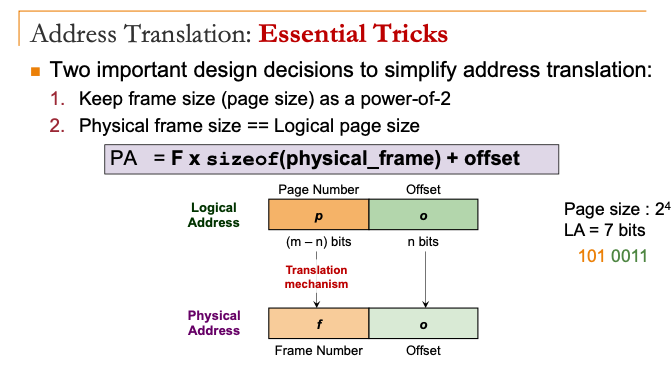 Address Translation: Essential Tricks
Two important design decisions to simplify address translation:
1. Keep frame size (page size) as a power-of-2
2. Physical frame size == Logical page size
PA = F x sizeof(physical_frame) + offset
Page Number Offset
Logical Address
p o
(m – n) bits n bits
Page size : 2⁴
LA = 7 bits
101 0011
Translation mechanism
Physical Address
f o
Frame Number Offset